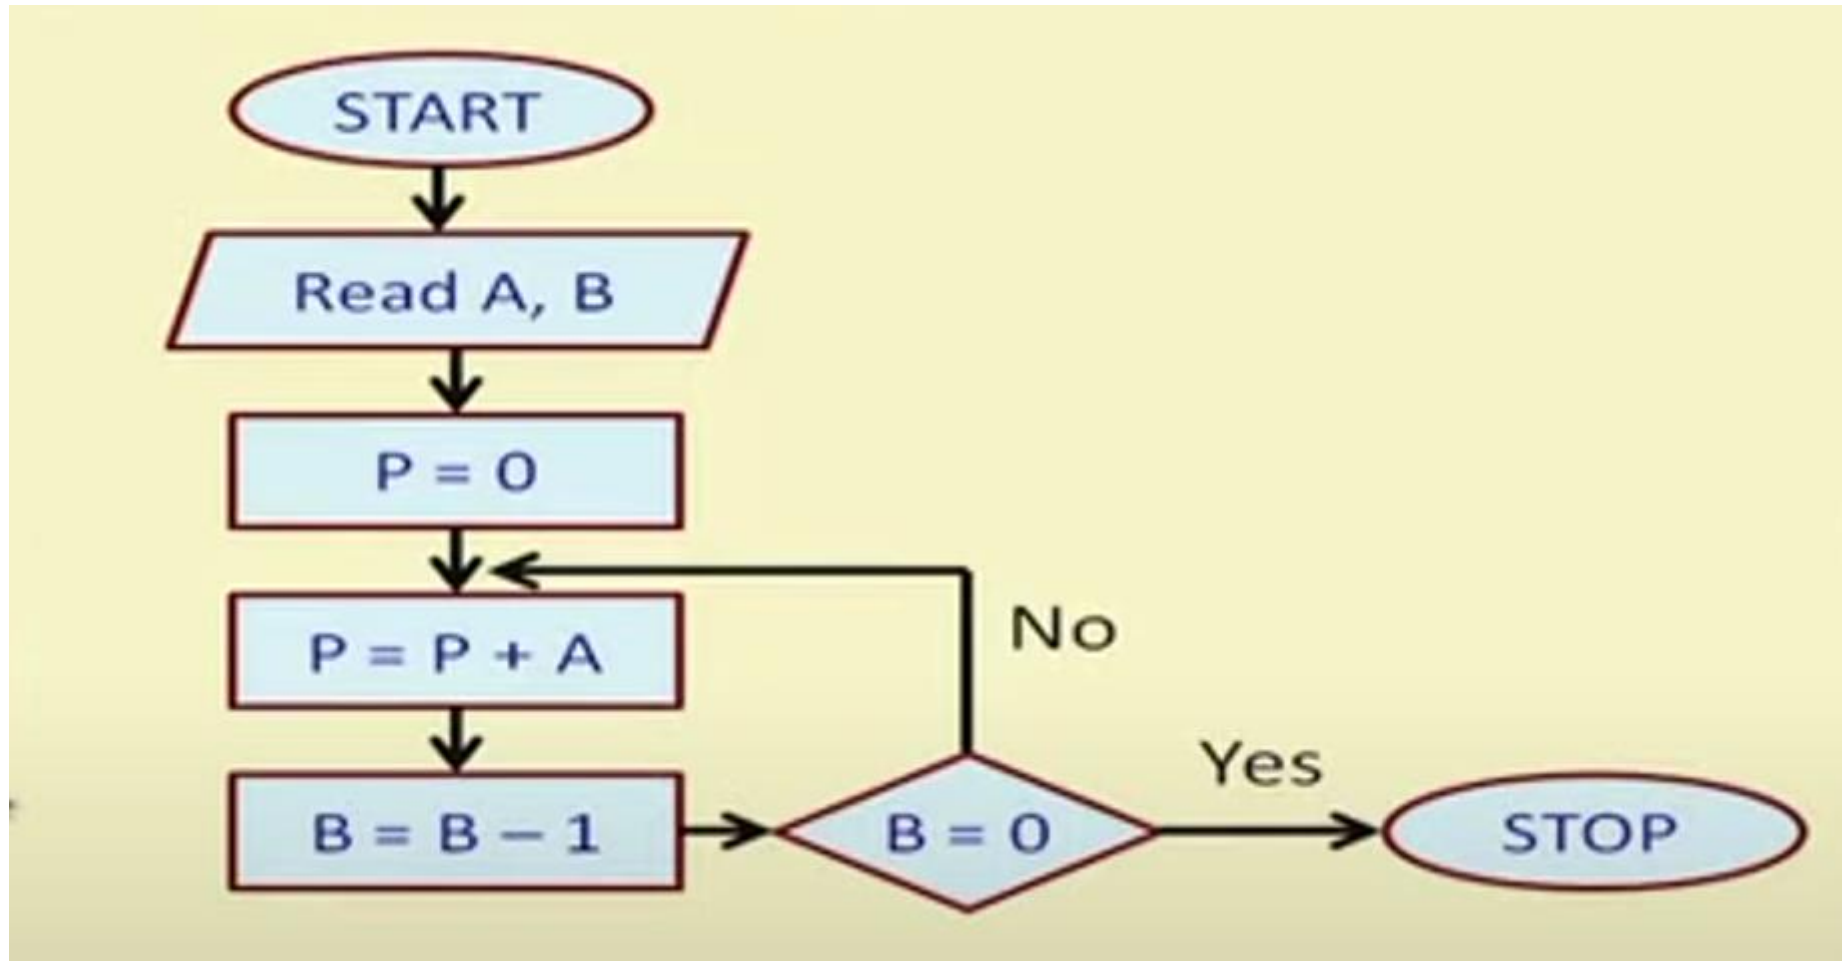 START
Read A, B
P = 0
P = P + A
No
B = B – 1
B = 0
Yes
STOP